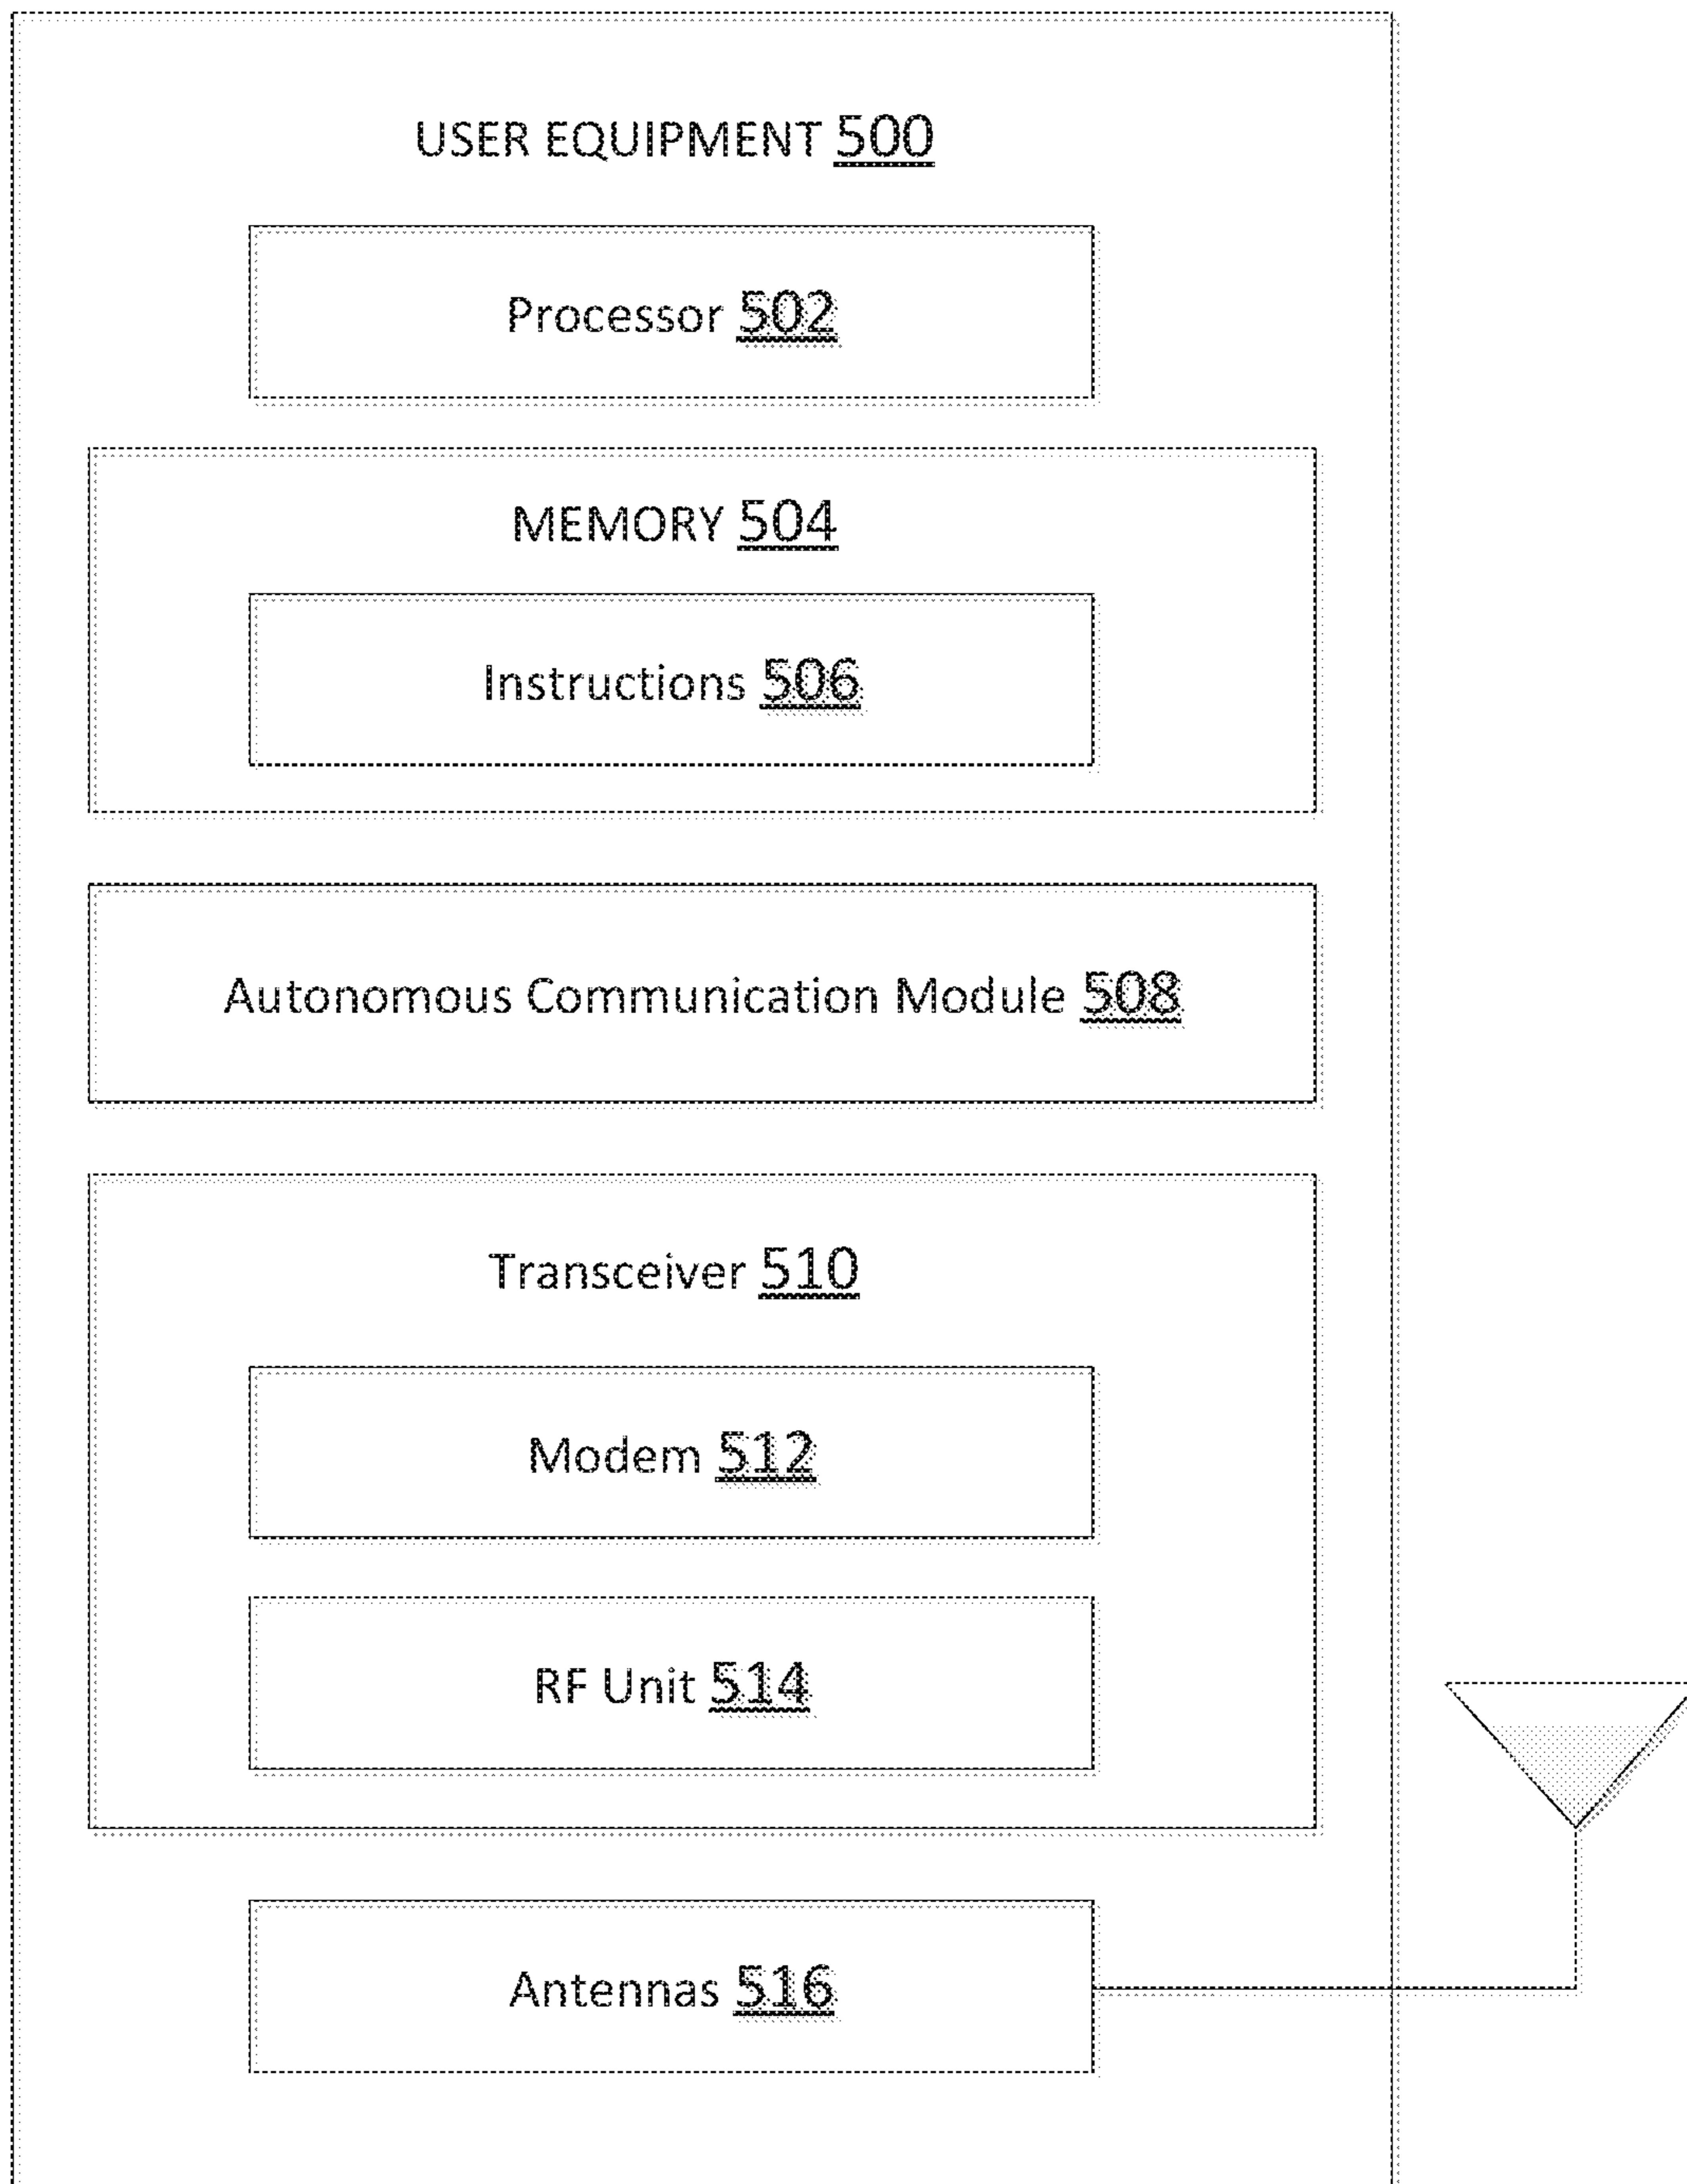 USER EQUIPMENT 500
Processor 502
MEMORY 504
Instructions 506
Autonomous Communication Module 508
Transceiver 510
Modem 512
RF Unit 514
Antennas 516